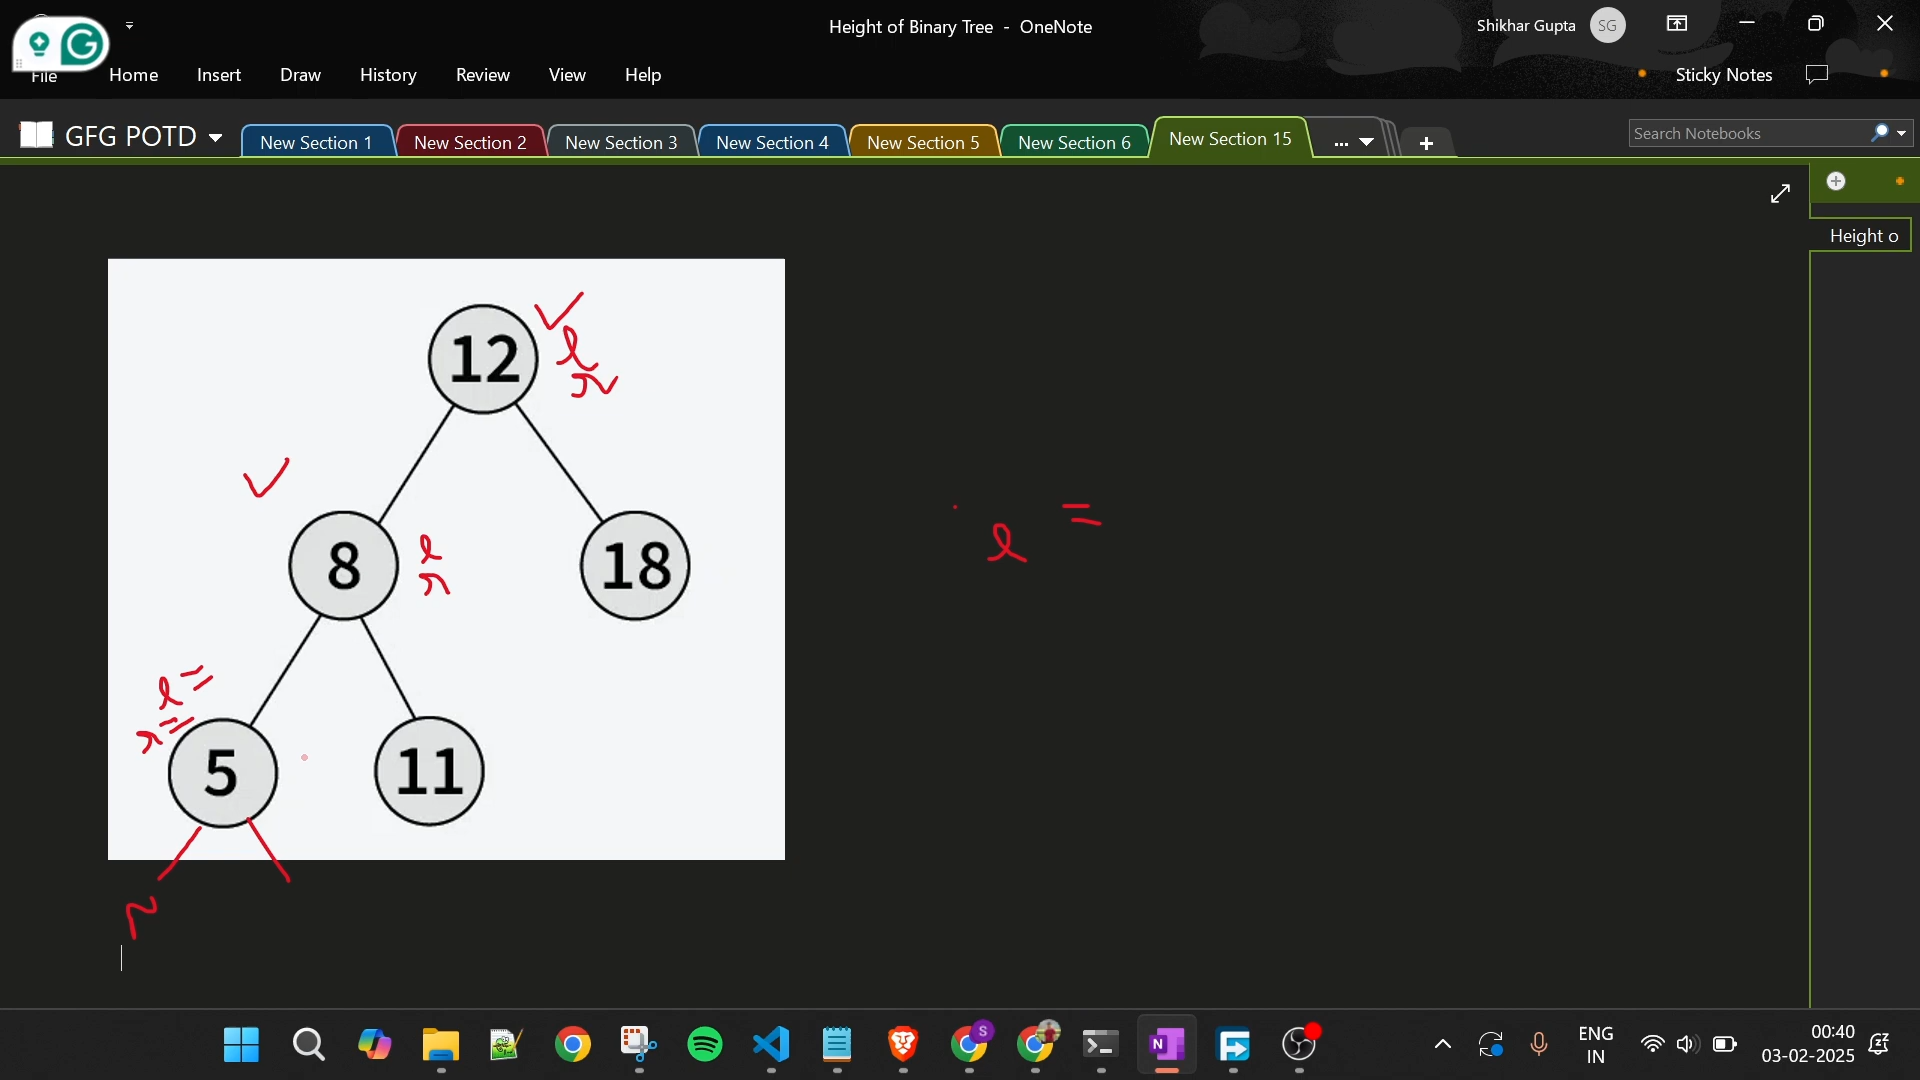 Height of Binary Tree - OneNote
Shikhar Gupta
SG
File
Home
Insert
Draw
History
Review
View
Help
Sticky Notes
GFG POTD
New Section 1
New Section 2
New Section 3
New Section 4
New Section 5
New Section 6
New Section 15
...
+
Search Notebooks
Height o
12
l
r
8
l
r
18
l =
l =
r =
5
11
N
ENG
IN
00:40
03-02-2025